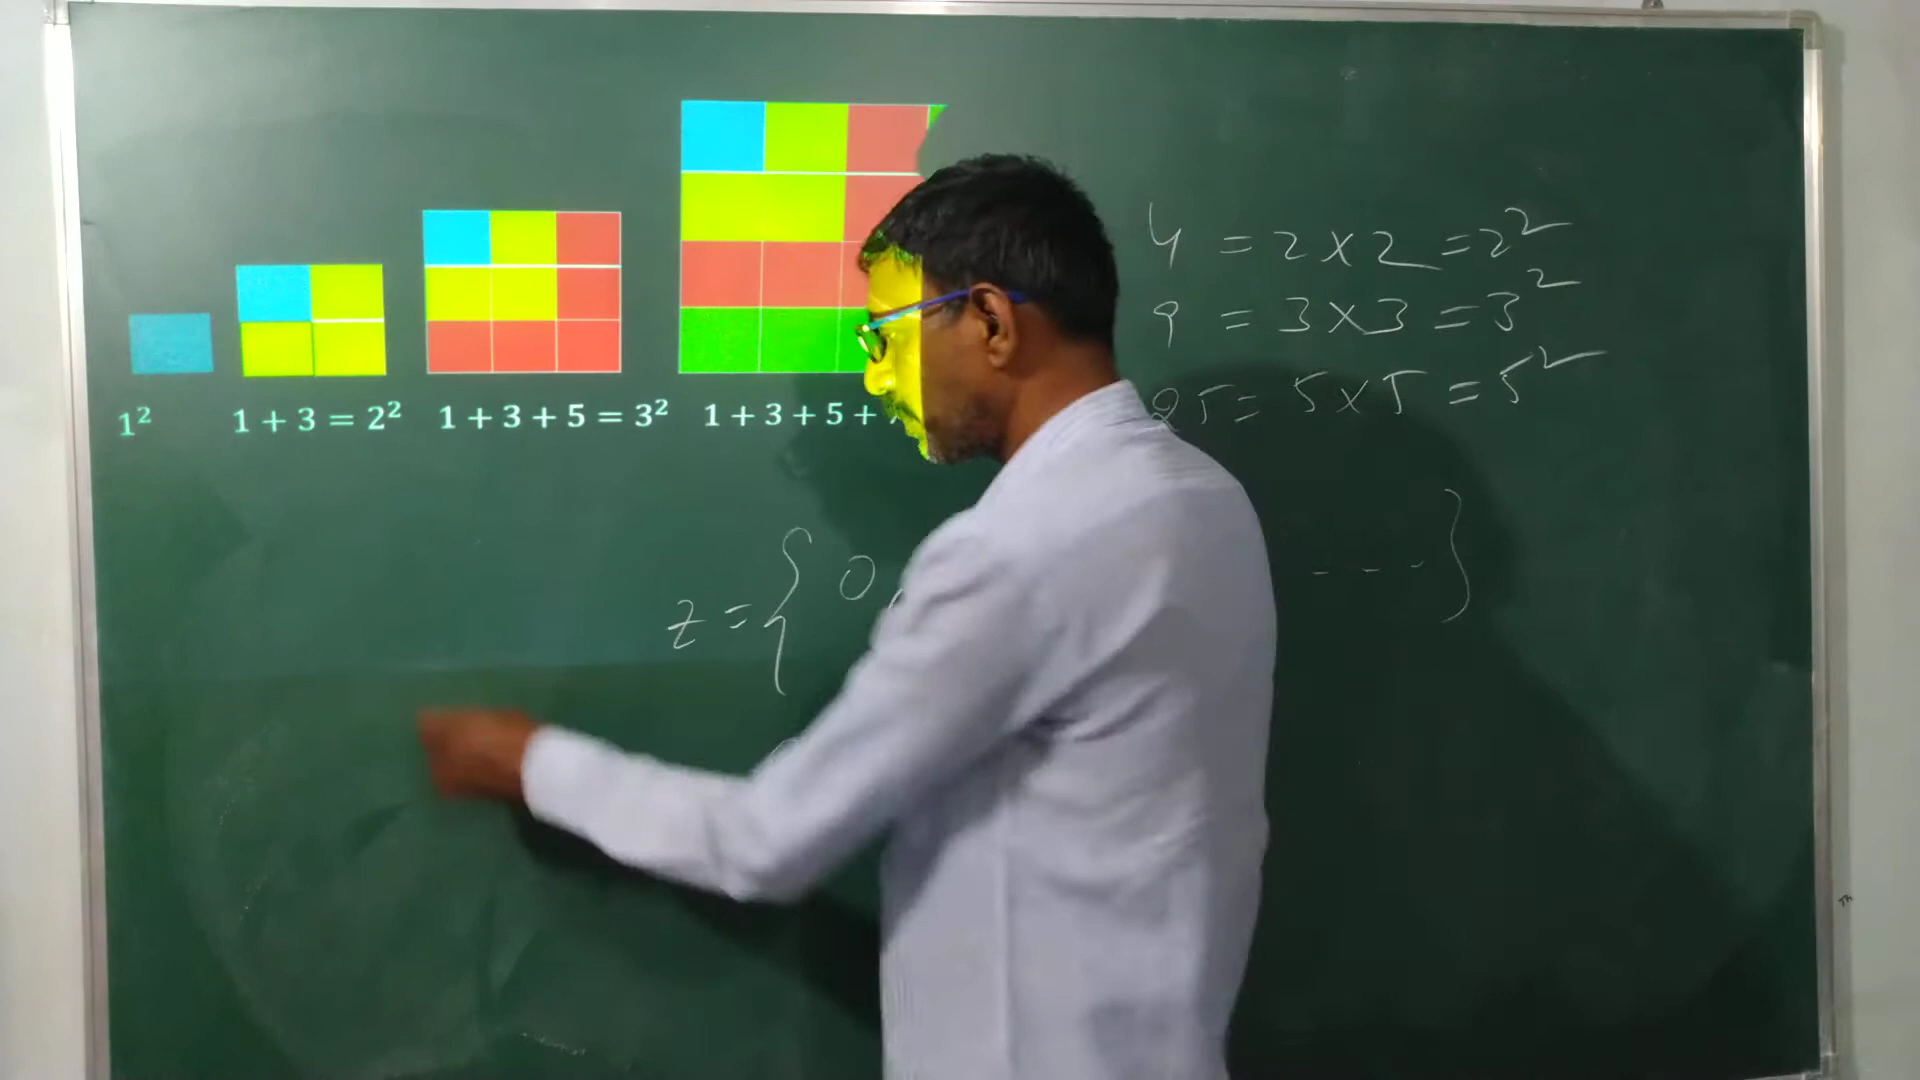 1² 1 + 3 = 2² 1 + 3 + 5 = 3² 1 + 3 + 5 +
4 = 2 x 2 = 2²
9 = 3 x 3 = 3²
25 = 5 x 5 = 5²
z = { 0, - - - }